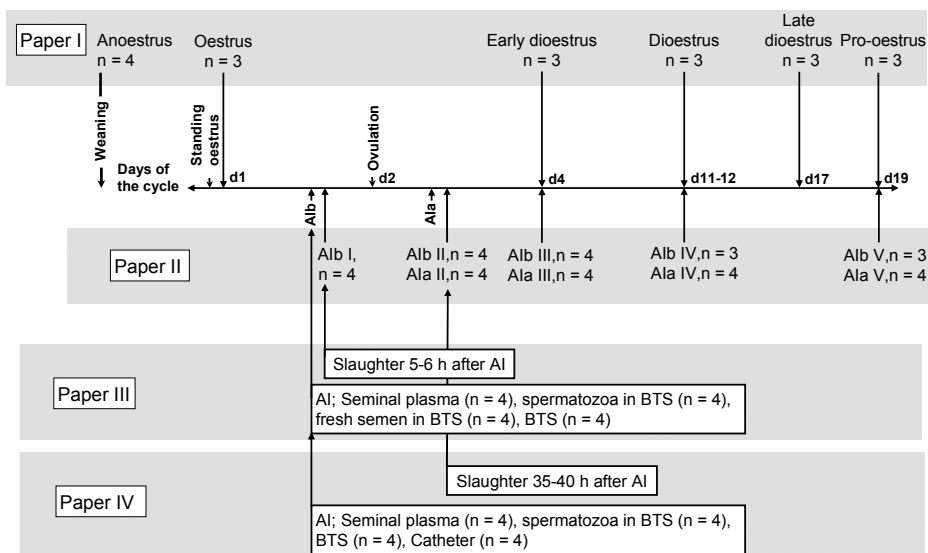 Paper I
Anoestrus
n = 4
Oestrus
n = 3
Early dioestrus
n = 3
Dioestrus
n = 3
Late
dioestrus
n = 3
Pro-oestrus
n = 3
Weaning
Standing
oestrus
Ovulation
Days of
the cycle
d1
d2
d4
d11-12
d17
d19
AIb
AIa
Paper II
AIb I,
n = 4
AIb II,n = 4
AIa II,n = 4
AIb III,n = 4
AIa III,n = 4
AIb IV,n = 3
AIa IV,n = 4
AIb V,n = 3
AIa V,n = 4
Slaughter 5-6 h after AI
Paper III
AI; Seminal plasma (n = 4), spermatozoa in BTS (n = 4),
fresh semen in BTS (n = 4), BTS (n = 4)
Slaughter 35-40 h after AI
Paper IV
AI; Seminal plasma (n = 4), spermatozoa in BTS (n = 4),
BTS (n = 4), Catheter (n = 4)